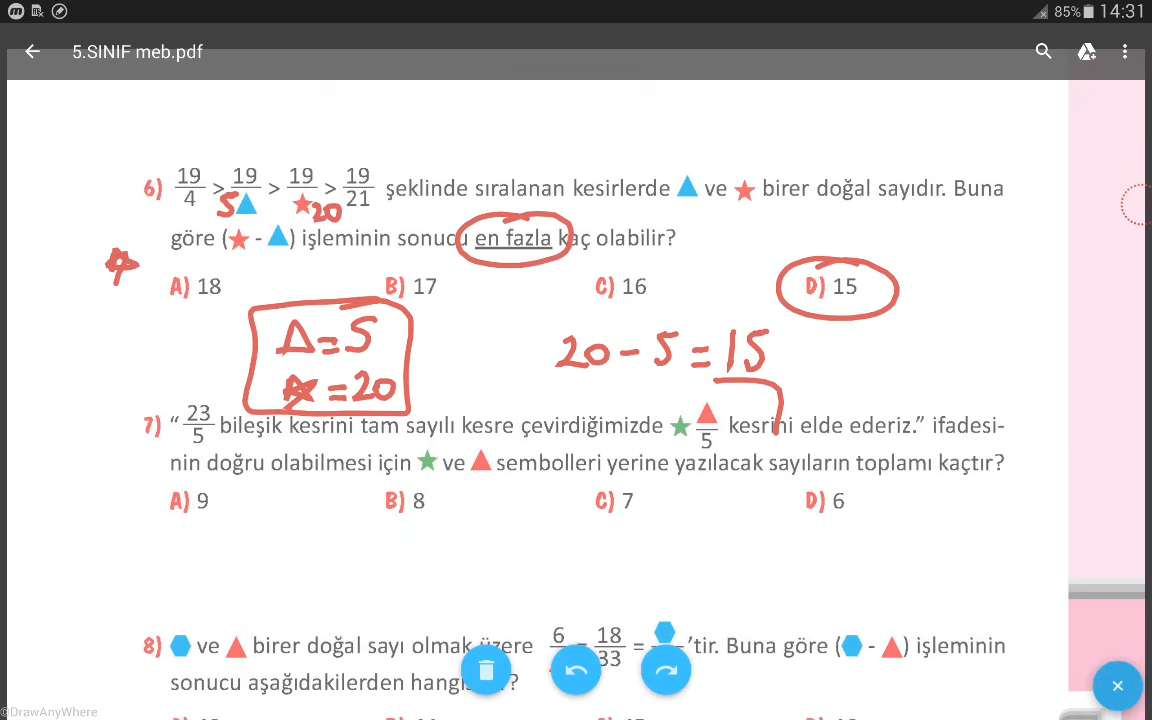 85% 14:31
5.SINIF meb.pdf
6) 19/4 > 19/▲ > 19/★ > 19/21 şeklinde sıralanan kesirlerde ▲ ve ★ birer doğal sayıdır. Buna
5 20
göre (★ - ▲) işleminin sonucu en fazla kaç olabilir?
A) 18 B) 17 C) 16 D) 15
Δ = 5
☆ = 20
20 - 5 = 15
7) “ 23/5 bileşik kesrini tam sayılı kesre çevirdiğimizde ★ ▲/5 kesrini elde ederiz.” ifadesi-
nin doğru olabilmesi için ★ ve ▲ sembolleri yerine yazılacak sayıların toplamı kaçtır?
A) 9 B) 8 C) 7 D) 6
8) ⬢ ve ▲ birer doğal sayı olmak üzere 6 = 18/33 = ⬢ ’tir. Buna göre (⬢ - ▲) işleminin
sonucu aşağıdakilerden
©DrawAnyWhere